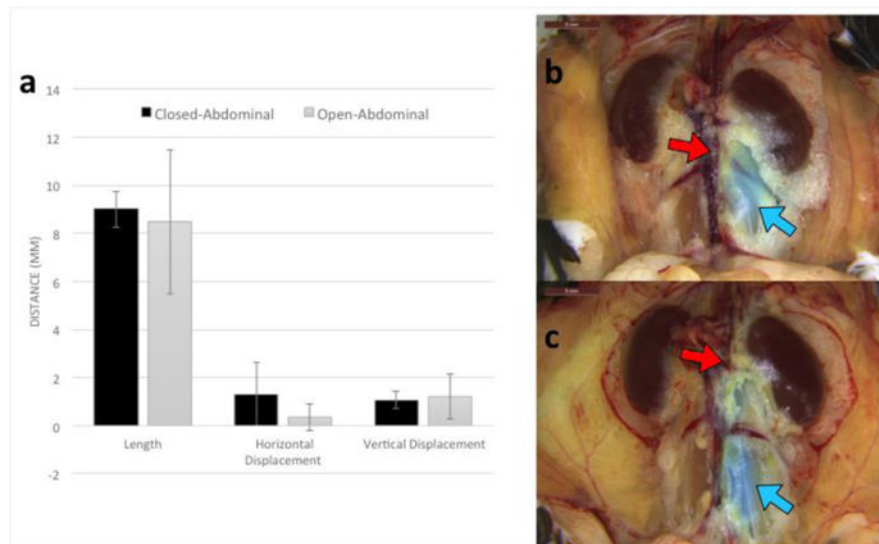 a
14
12
10
8
6
4
2
0
-2
DISTANCE (MM)
Closed-Abdominal
Open-Abdominal
Length
Horizontal
Displacement
Vertical Displacement
b
c